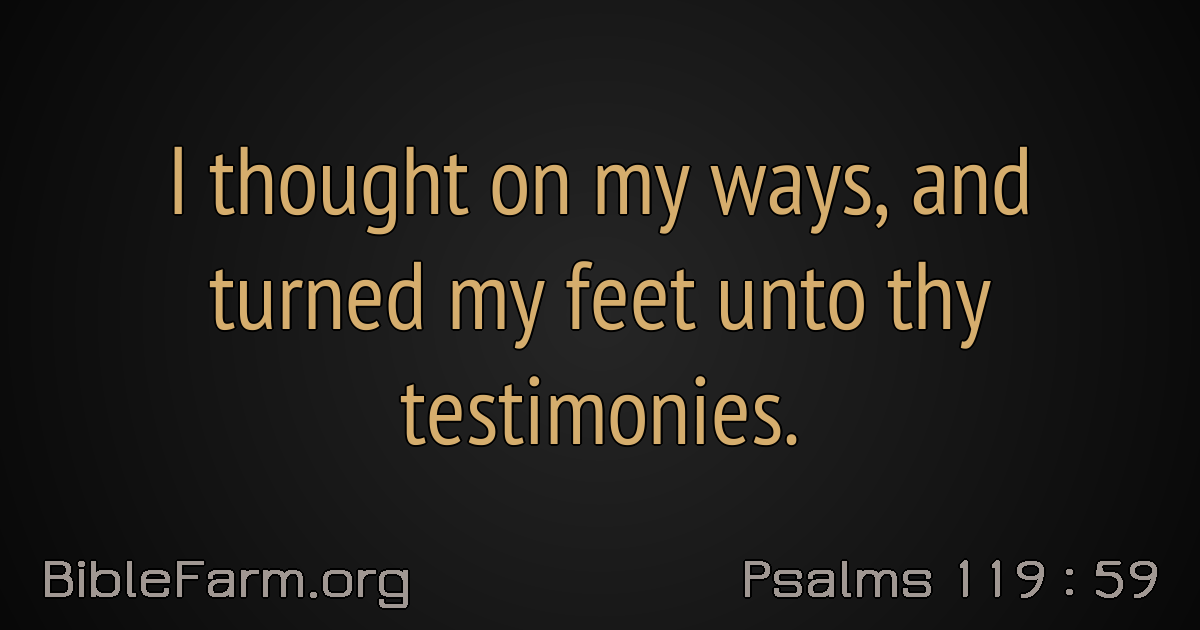 I thought on my ways, and
turned my feet unto thy
testimonies.
BibleFarm.org
Psalms 119 : 59